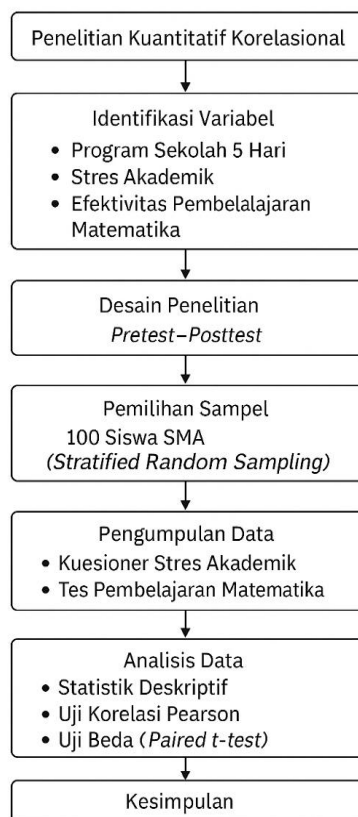 Penelitian Kuantitatif Korelasional
Identifikasi Variabel
• Program Sekolah 5 Hari
• Stres Akademik
• Efektivitas Pembelalajaran
Matematika
Desain Penelitian
Pretest–Posttest
Pemilihan Sampel
100 Siswa SMA
(Stratified Random Sampling)
Pengumpulan Data
• Kuesioner Stres Akademik
• Tes Pembelajaran Matematika
Analisis Data
• Statistik Deskriptif
• Uji Korelasi Pearson
• Uji Beda (Paired t-test)
Kesimpulan